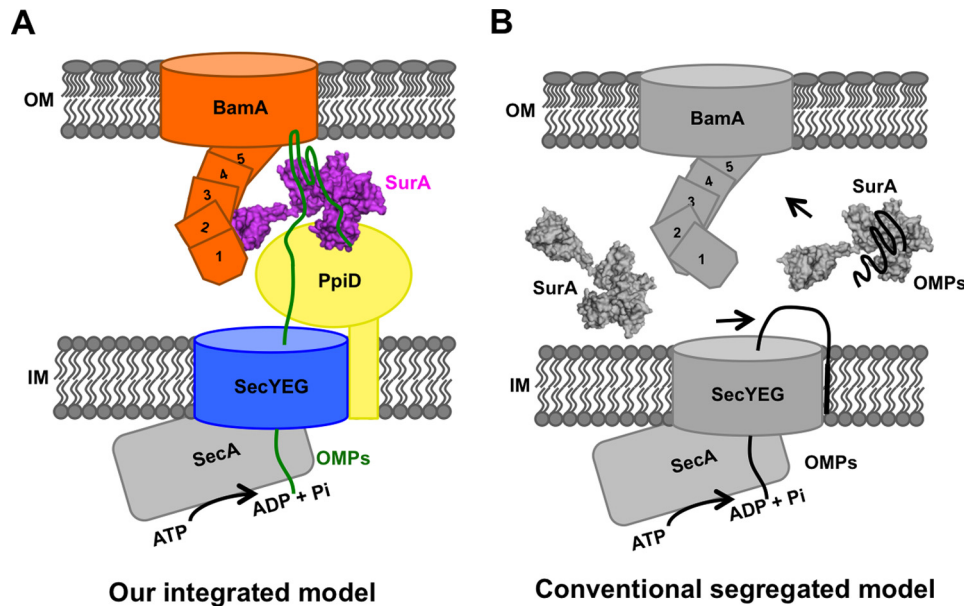 A
OM
BamA
5
4
3
2
1
SurA
PpiD
IM
SecYEG
SecA
OMPs
ATP
ADP + Pi
Our integrated model
B
OM
BamA
5
4
3
2
1
SurA
SurA
OMPs
IM
SecYEG
SecA
OMPs
ATP
ADP + Pi
Conventional segregated model